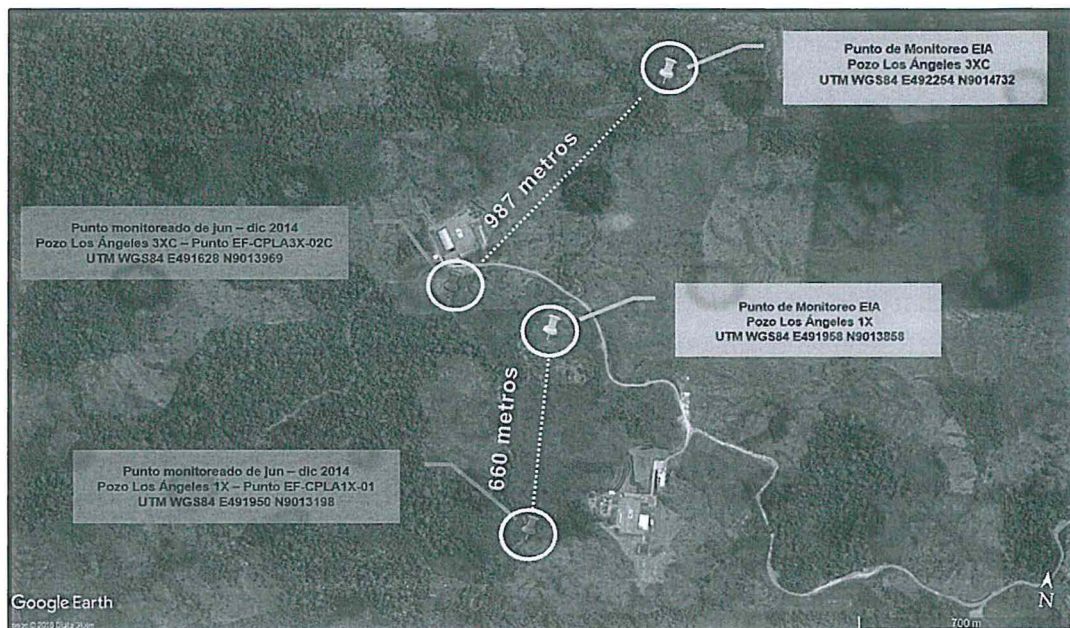 Punto de Monitoreo EIA
Pozo Los Ángeles 3XC
UTM WGS84 E492254 N9014732
987 metros
Punto monitoreado de jun – dic 2014
Pozo Los Ángeles 3XC – Punto EF-CPLA3X-02C
UTM WGS84 E491628 N9013969
Punto de Monitoreo EIA
Pozo Los Ángeles 1X
UTM WGS84 E491958 N9013858
660 metros
Punto monitoreado de jun – dic 2014
Pozo Los Ángeles 1X – Punto EF-CPLA1X-01
UTM WGS84 E491950 N9013198
Google Earth
N
700 m